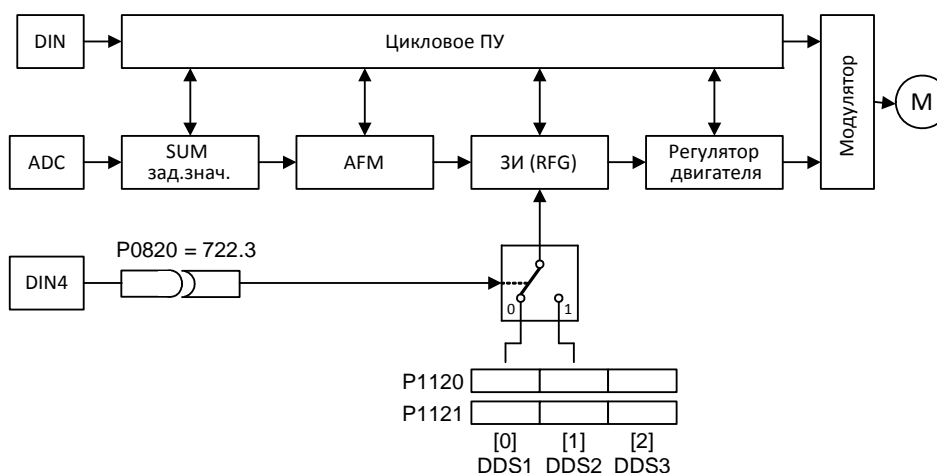 DIN
Цикловое ПУ
Модулятор
M
ADC
SUM
зад.знач.
AFM
ЗИ (RFG)
Регулятор
двигателя
P0820 = 722.3
DIN4
0
1
P1120
P1121
[0] [1] [2]
DDS1 DDS2 DDS3